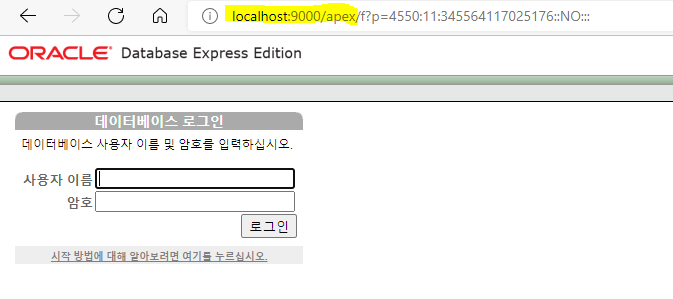 localhost:9000/apex/f?p=4550:11:345564117025176::NO:::
ORACLE Database Express Edition
데이터베이스 로그인
데이터베이스 사용자 이름 및 암호를 입력하십시오.
사용자 이름
암호
로그인
시작 방법에 대해 알아보려면 여기를 누르십시오.